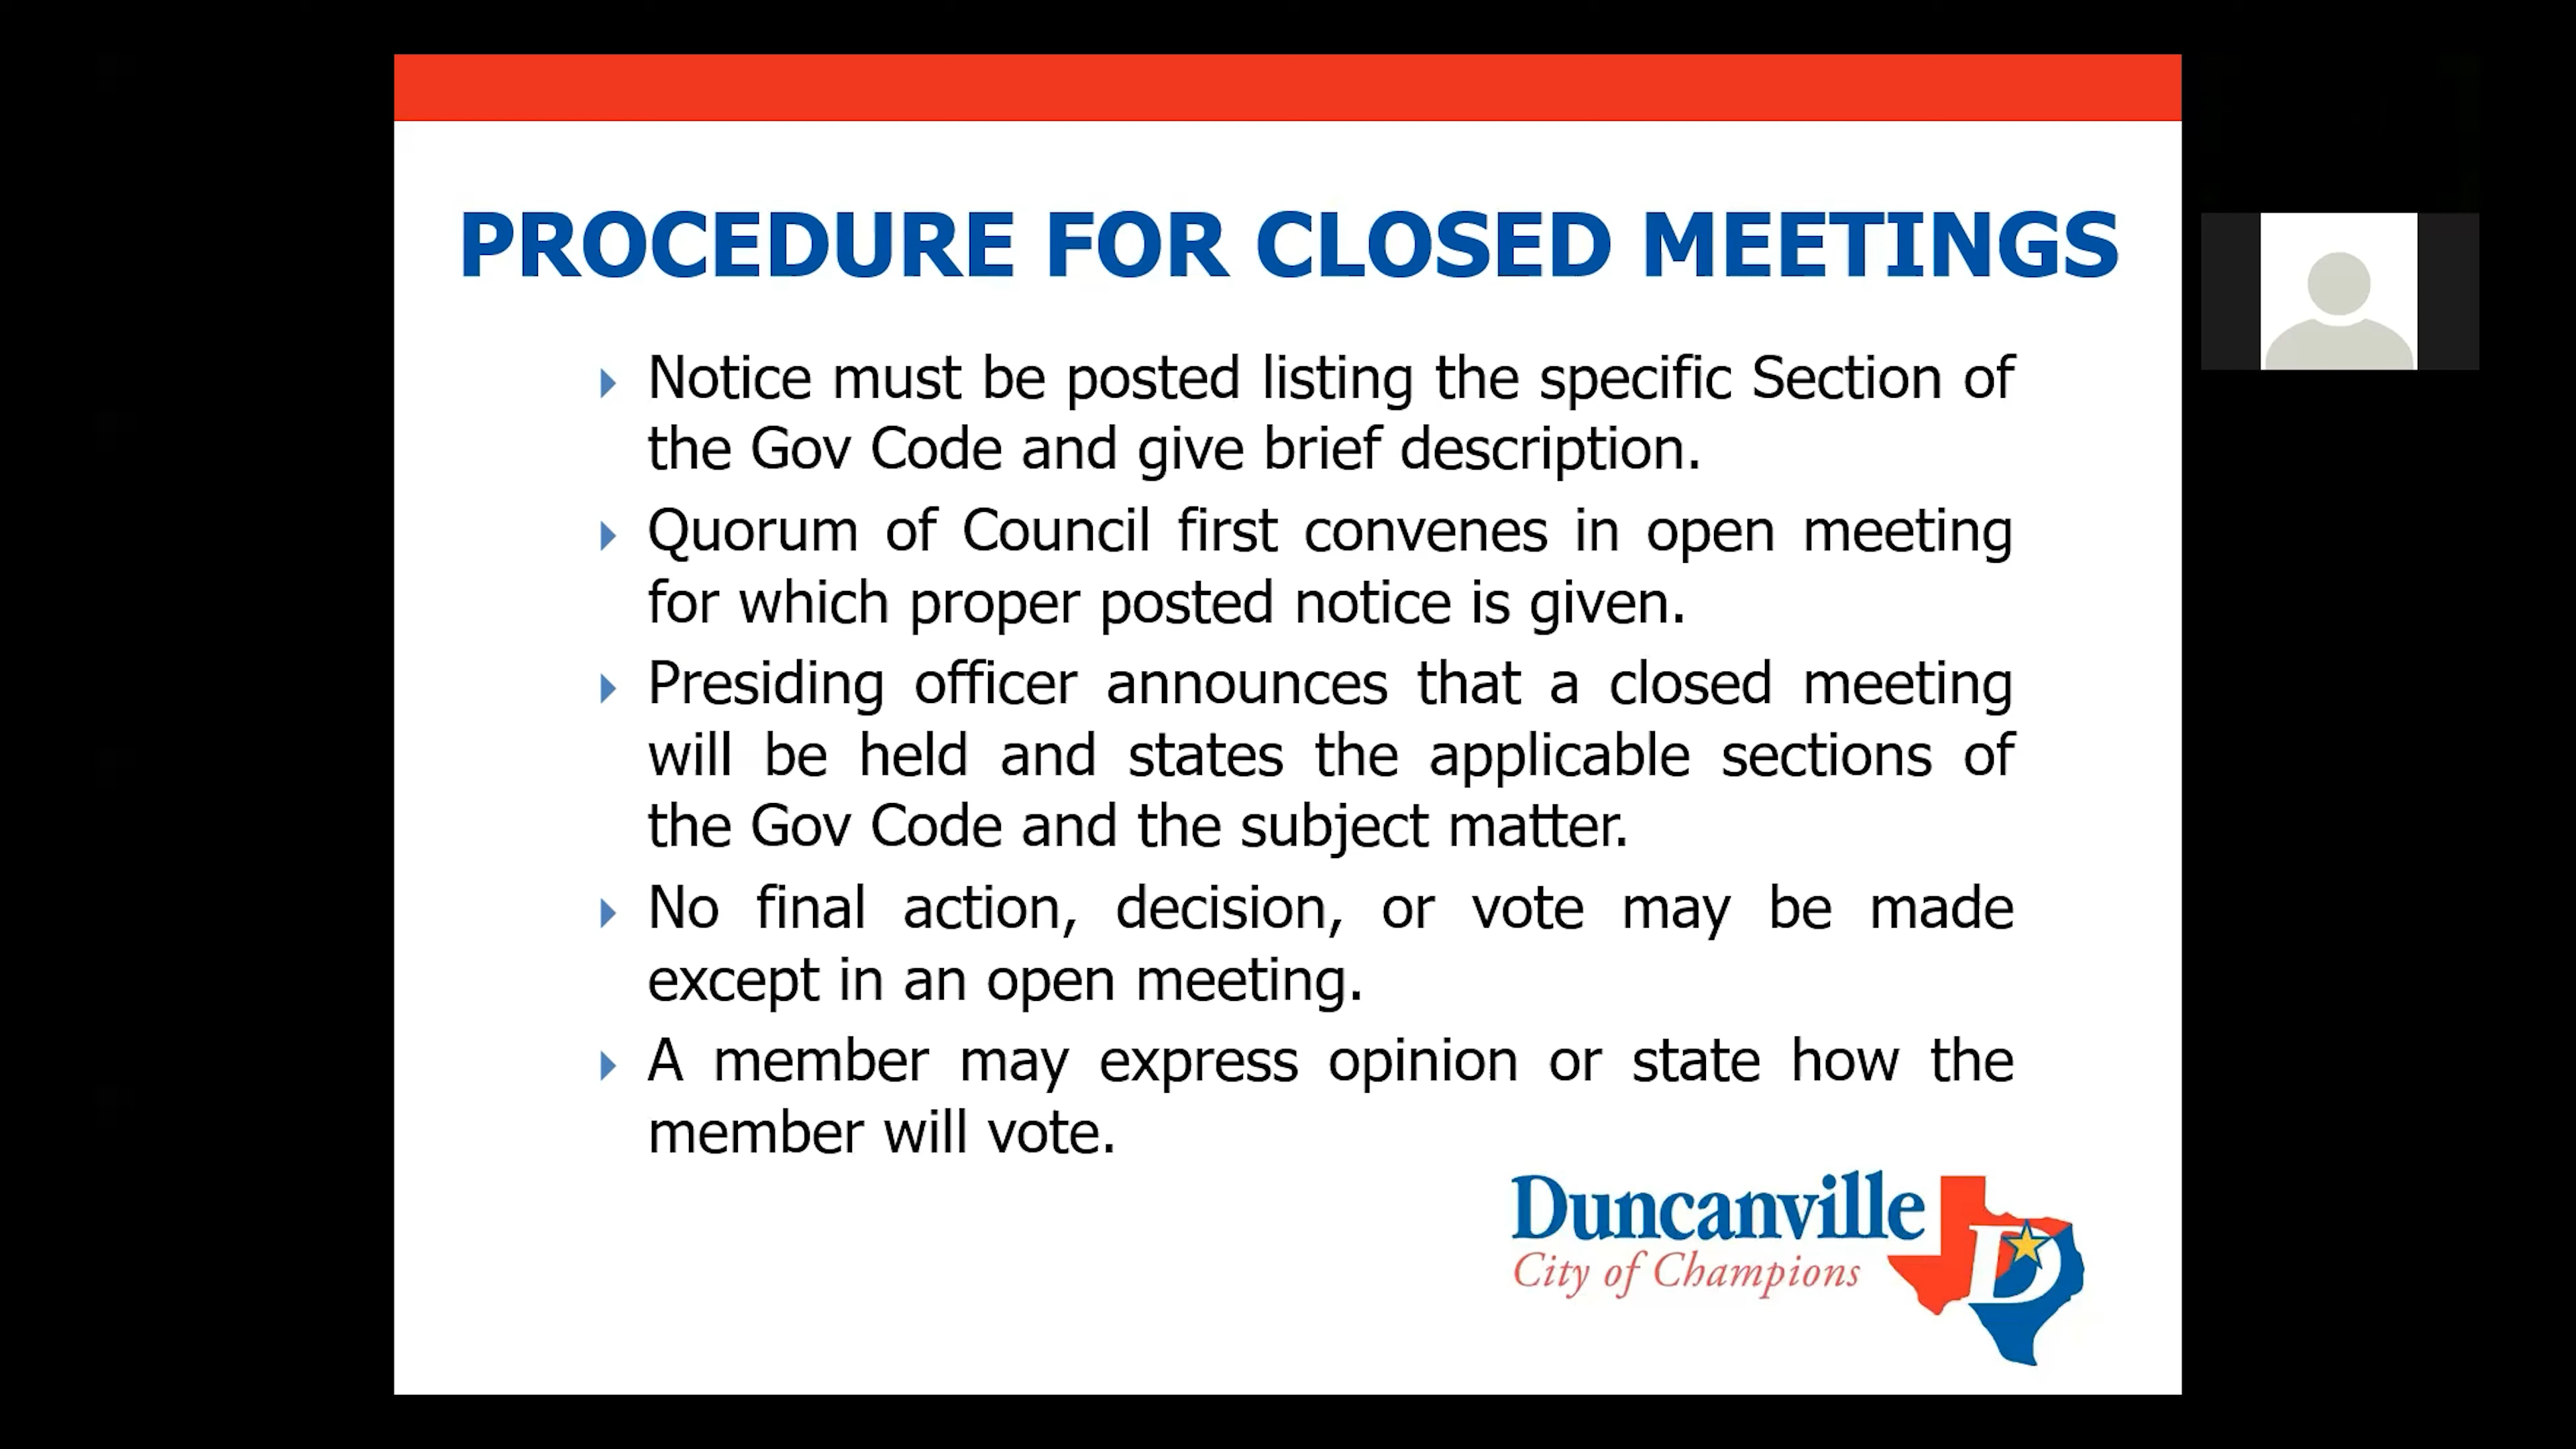 PROCEDURE FOR CLOSED MEETINGS
Notice must be posted listing the specific Section of
the Gov Code and give brief description.
Quorum of Council first convenes in open meeting
for which proper posted notice is given.
Presiding officer announces that a closed meeting
will be held and states the applicable sections of
the Gov Code and the subject matter.
No final action, decision, or vote may be made
except in an open meeting.
A member may express opinion or state how the
member will vote.
Duncanville
City of Champions
D